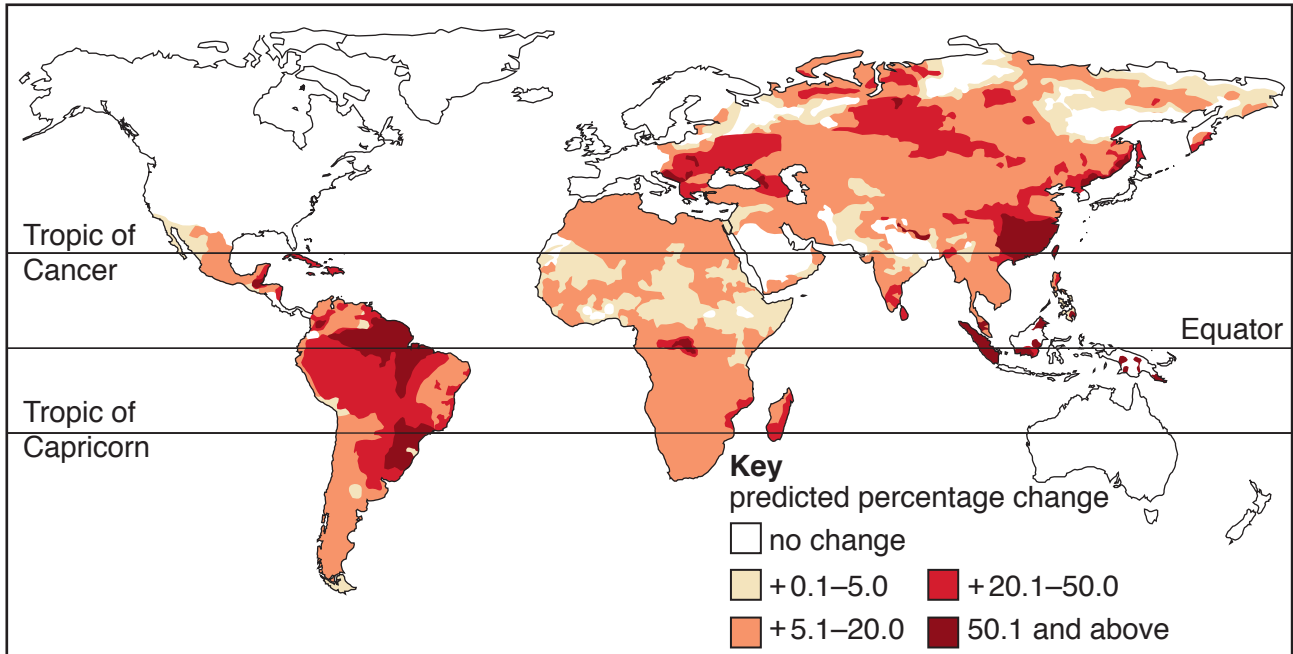 Tropic of
Cancer
Equator
Tropic of
Capricorn
Key
predicted percentage change
no change
+0.1–5.0
+20.1–50.0
+5.1–20.0
50.1 and above